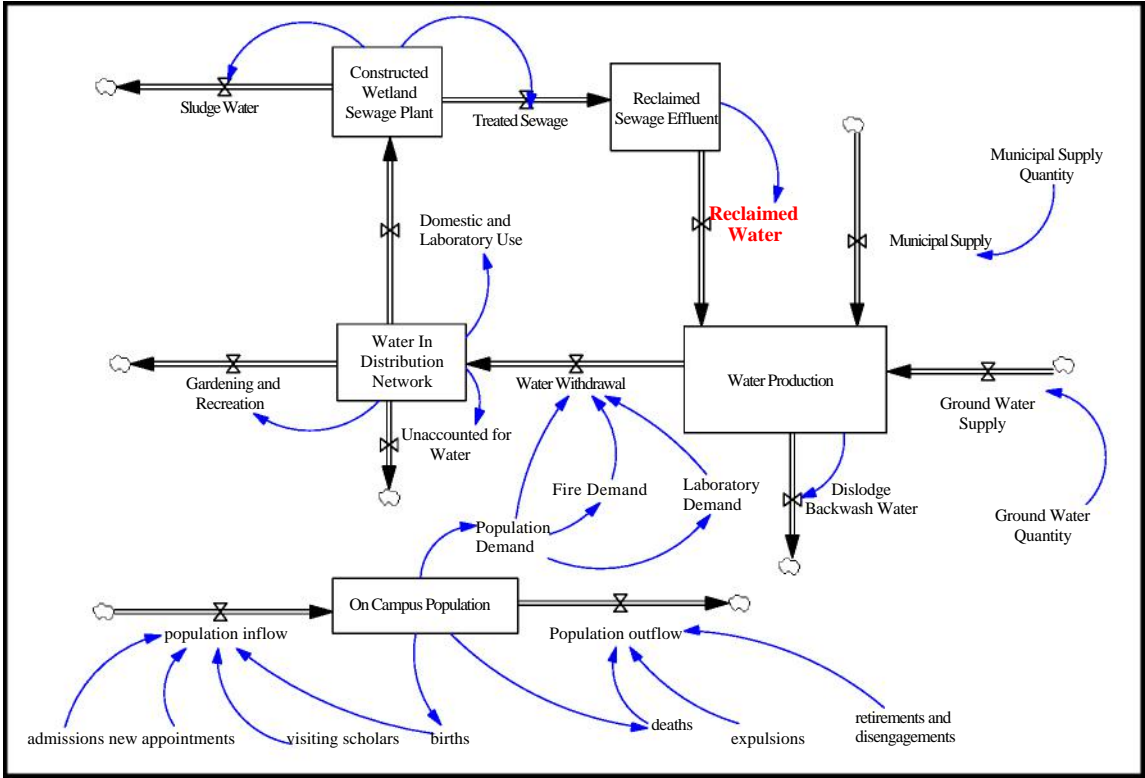 Constructed
Wetland
Sewage Plant
Reclaimed
Sewage Effluent
Sludge Water
Treated Sewage
Municipal Supply
Quantity
Reclaimed
Water
Domestic and
Laboratory Use
Municipal Supply
Water In
Distribution
Network
Water Production
Gardening and
Recreation
Water Withdrawal
Ground Water
Supply
Unaccounted for
Water
Fire Demand
Laboratory
Demand
Dislodge
Backwash Water
Population
Demand
Ground Water
Quantity
On Campus Population
population inflow
Population outflow
admissions new appointments
visiting scholars
births
deaths
expulsions
retirements and
disengagements